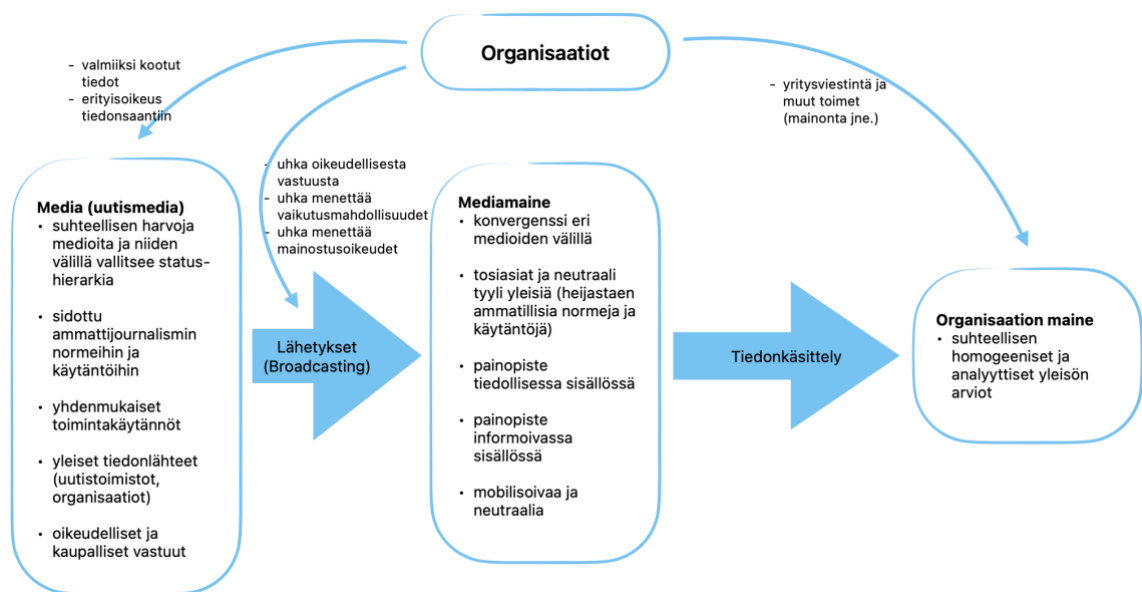 Organisaatiot
- valmiiksi kootut
tiedot
- erityisoikeus
tiedonsaantiin
- yritysviestintä ja
muut toimet
(mainonta jne.)
- uhka oikeudellisesta
vastuusta
- uhka menettää
vaikutusmahdollisuudet
- uhka menettää
mainostusoikeudet
Media (uutismedia)
• suhteellisen harvoja
medioita ja niiden
välillä vallitsee status-
hierarkia
• sidottu
ammattijournalismin
normeihin ja
käytäntöihin
• yhdenmukaiset
toimintakäytännöt
• yleiset tiedonlähteet
(uutistoimistot,
organisaatiot)
• oikeudelliset ja
kaupalliset vastuut
Lähetykset
(Broadcasting)
Mediamaine
• konvergenssi eri
medioiden välillä
• tosiasiat ja neutraali
tyyli yleisiä (heijastaen
ammatillisia normeja ja
käytäntöjä)
• painopiste
tiedollisessa sisällössä
• painopiste
informoivassa
sisällössä
• mobilisoivaa ja
neutraalia
Tiedonkäsittely
Organisaation maine
• suhteellisen
homogeeniset ja
analyyttiset yleisön
arviot